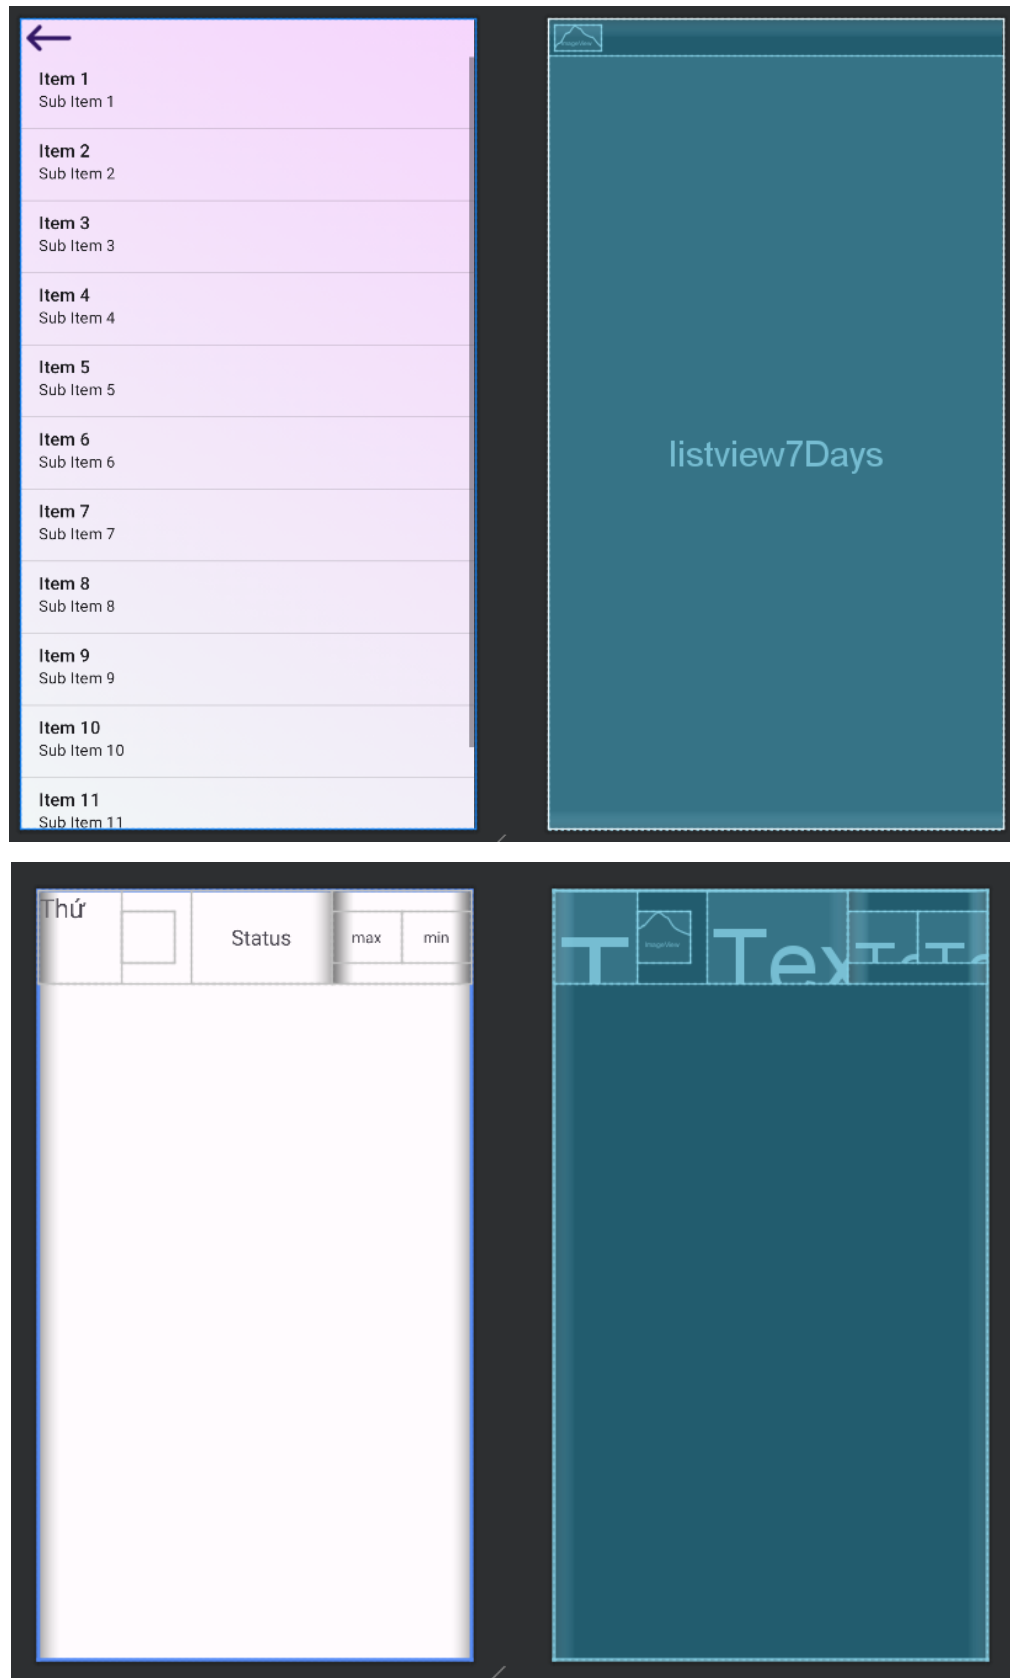 Item 1
Sub Item 1
Item 2
Sub Item 2
Item 3
Sub Item 3
Item 4
Sub Item 4
Item 5
Sub Item 5
Item 6
Sub Item 6
Item 7
Sub Item 7
Item 8
Sub Item 8
Item 9
Sub Item 9
Item 10
Sub Item 10
Item 11
Sub Item 11
ImageView
listview7Days
Thứ
Status
max
min
T
ImageView
Tex